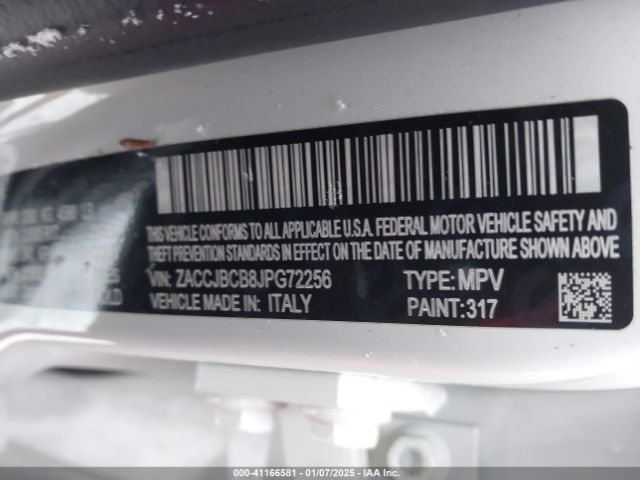 THIS VEHICLE CONFORMS TO ALL APPLICABLE U.S.A. FEDERAL MOTOR VEHICLE SAFETY AND
THEFT PREVENTION STANDARDS IN EFFECT ON THE DATE OF MANUFACTURE SHOWN ABOVE
VIN: ZACCJBCB8JPG72256 TYPE: MPV
VEHICLE MADE IN: ITALY PAINT: 317
000-41166581 | 01/07/2025 | IAA Inc.